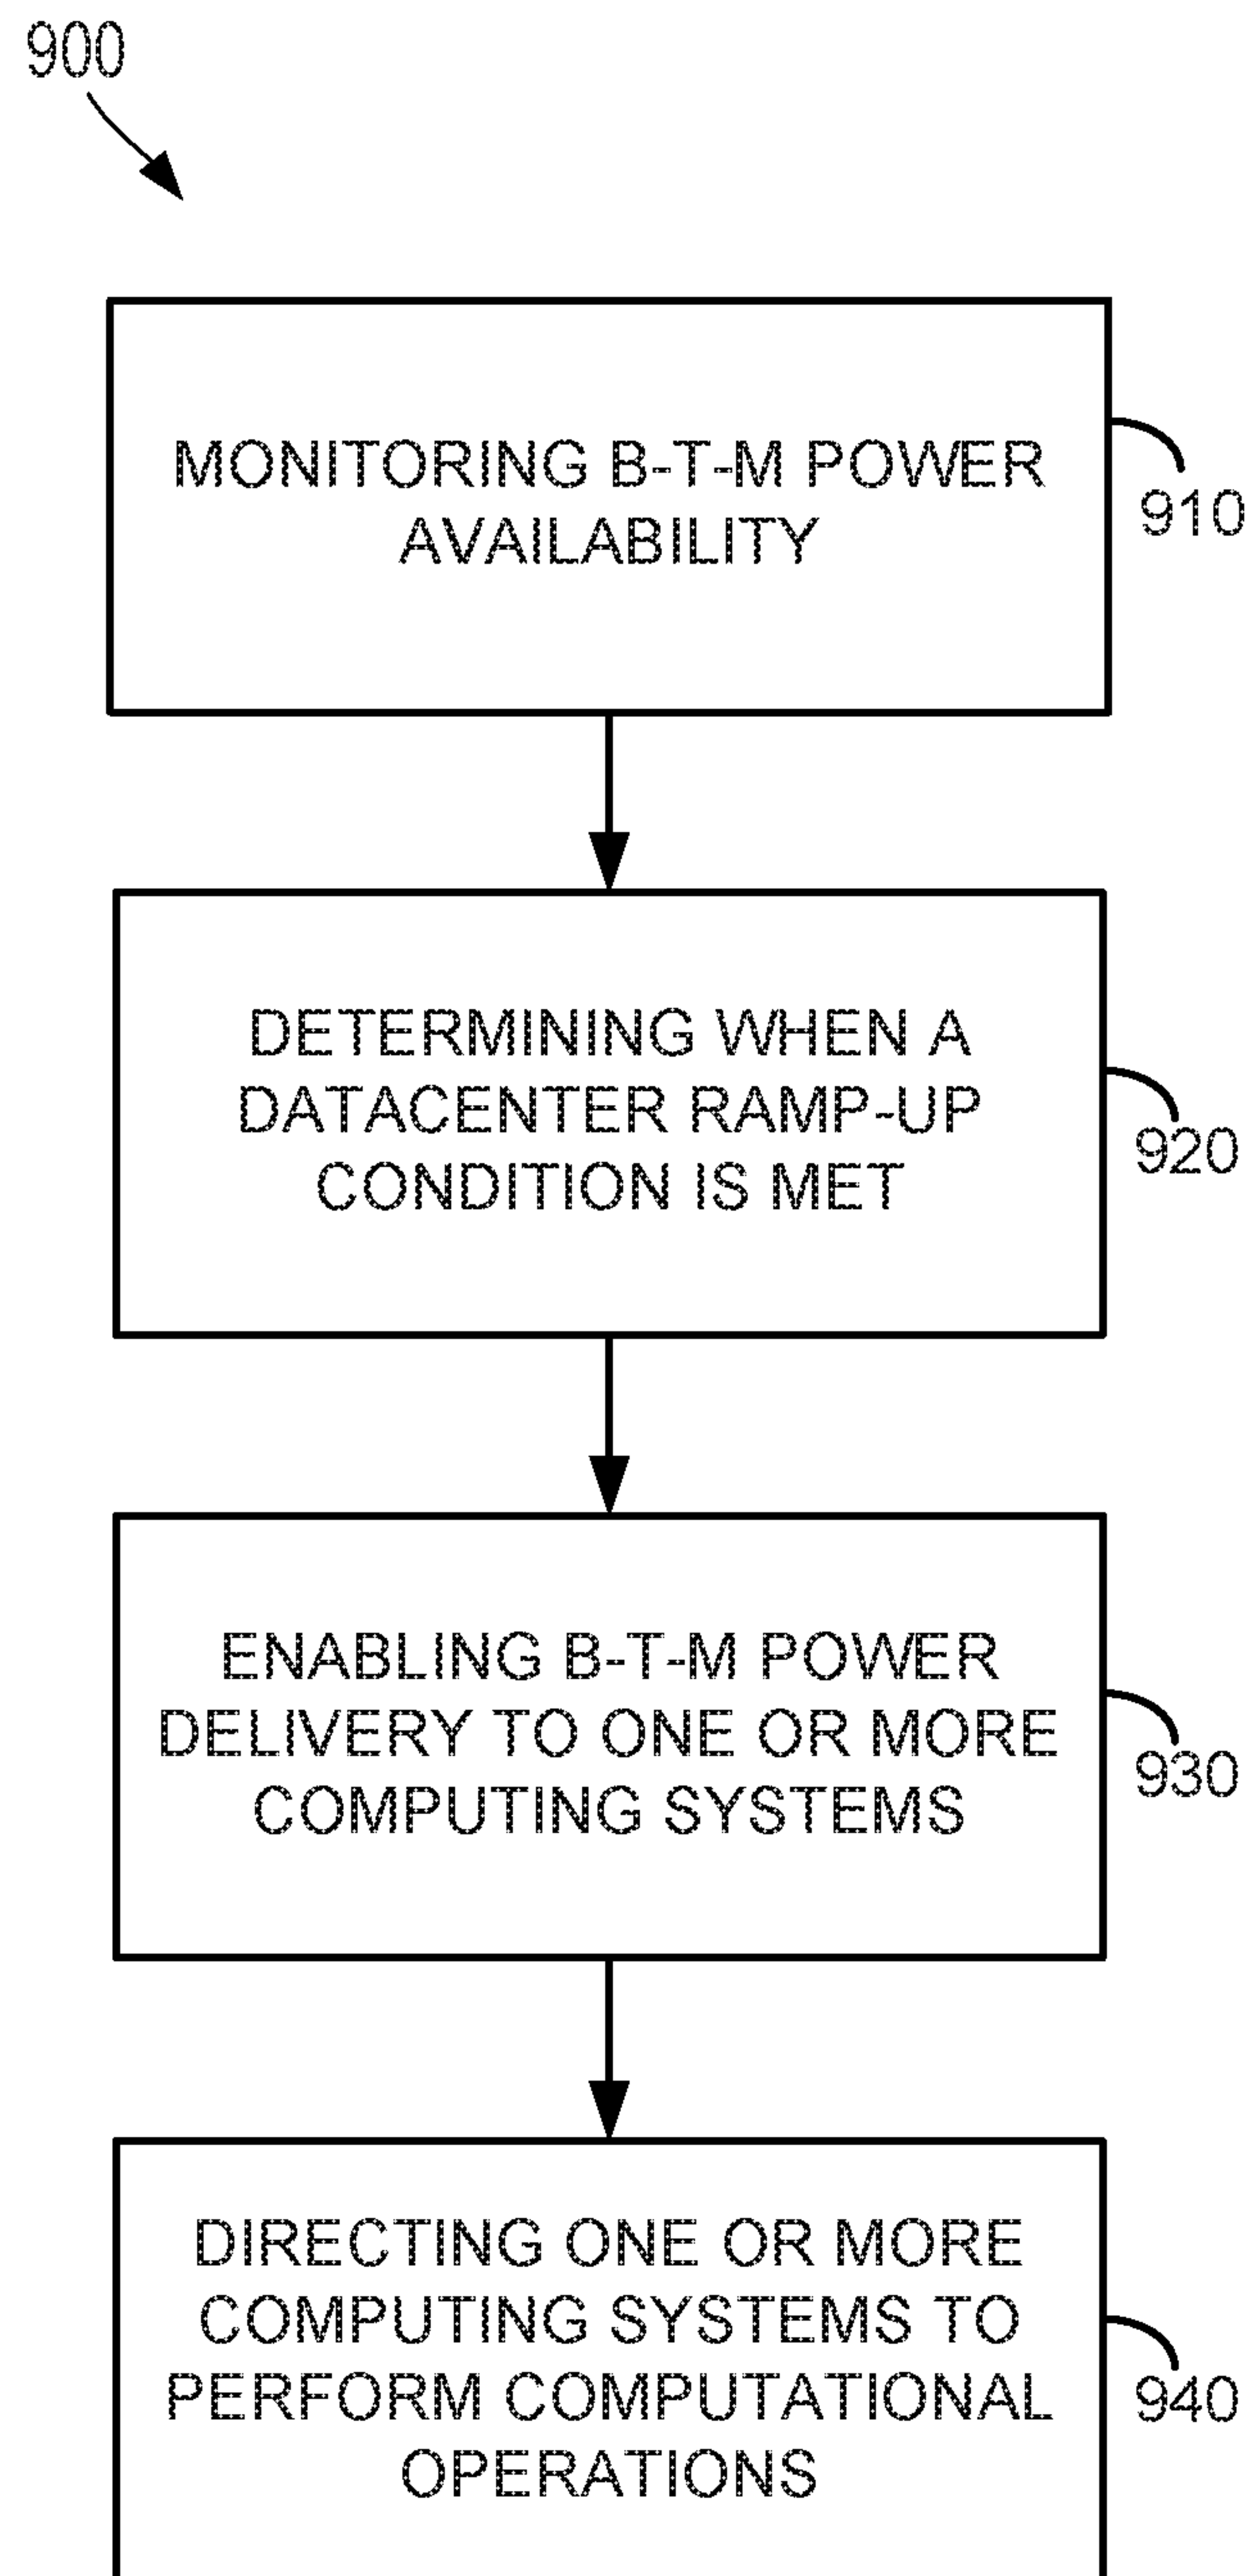 900
MONITORING B-T-M POWER
AVAILABILITY
910
DETERMINING WHEN A
DATACENTER RAMP-UP
CONDITION IS MET
920
ENABLING B-T-M POWER
DELIVERY TO ONE OR MORE
COMPUTING SYSTEMS
930
DIRECTING ONE OR MORE
COMPUTING SYSTEMS TO
PERFORM COMPUTATIONAL
OPERATIONS
940